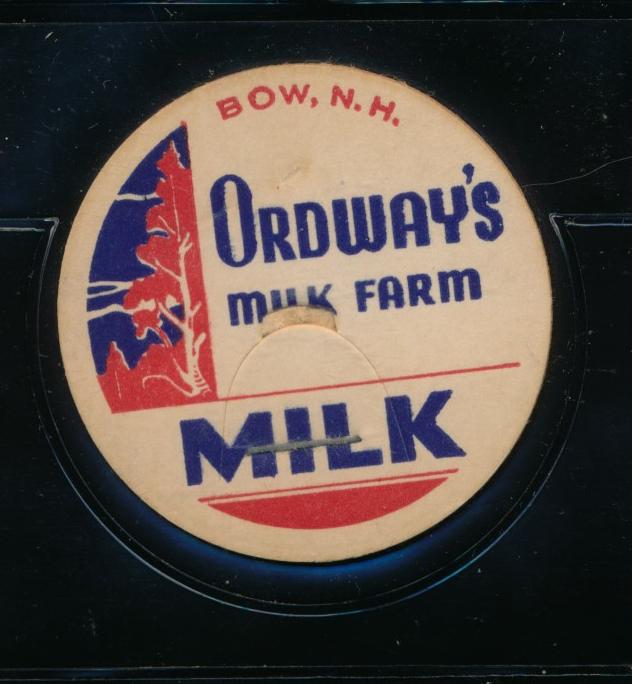 BOW, N.H.
ORDWAY'S
MILK FARM
MILK